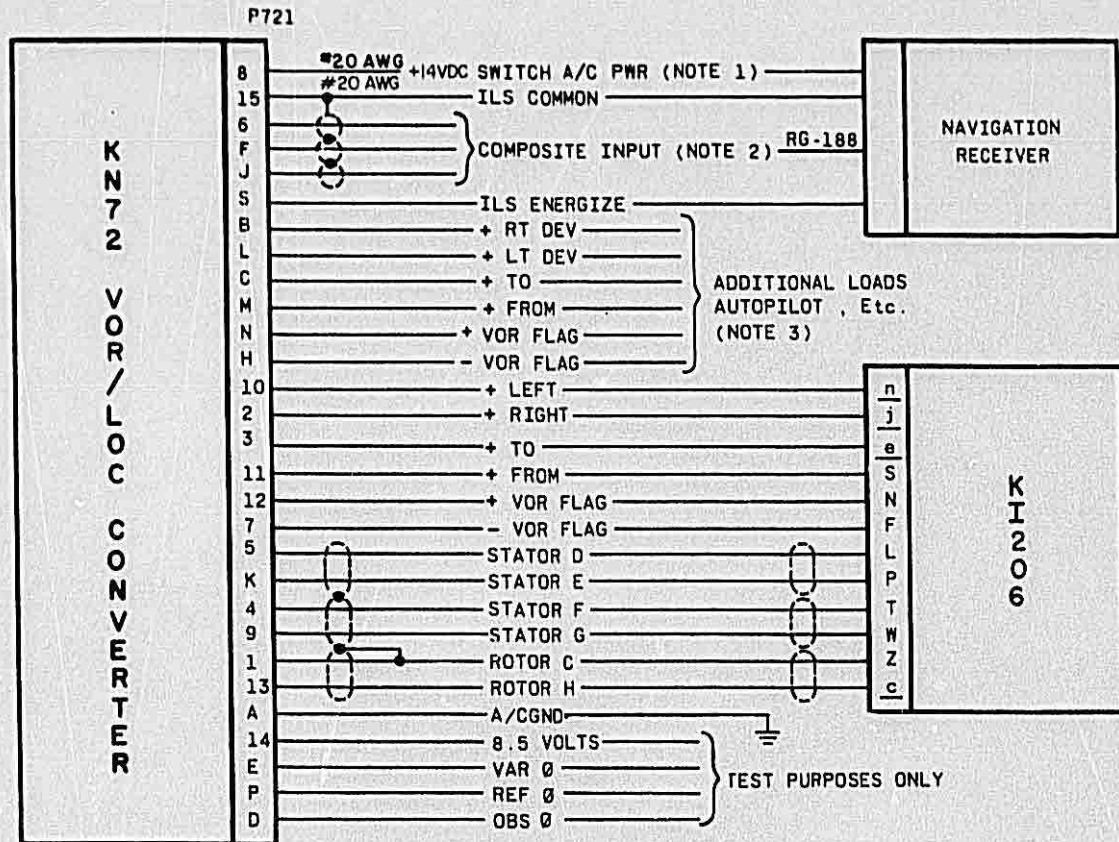 P721
KN72 VOR/LOC CONVERTER
8 #20 AWG +14VDC SWITCH A/C PWR (NOTE 1)
15 #20 AWG ILS COMMON
6
F COMPOSITE INPUT (NOTE 2) RG-188
J
NAVIGATION
RECEIVER
S ILS ENERGIZE
B + RT DEV
L + LT DEV
C + TO
M + FROM
N + VOR FLAG
H - VOR FLAG
ADDITIONAL LOADS
AUTOPILOT , Etc.
(NOTE 3)
10 + LEFT n
2 + RIGHT j
3 + TO e
11 + FROM S
12 + VOR FLAG N
7 - VOR FLAG F
5 STATOR D L
K STATOR E P
4 STATOR F T
9 STATOR G W
1 ROTOR C Z
13 ROTOR H c
KI206
A A/CGND
14 8.5 VOLTS
E VAR Ø
P REF Ø
D OBS Ø
TEST PURPOSES ONLY